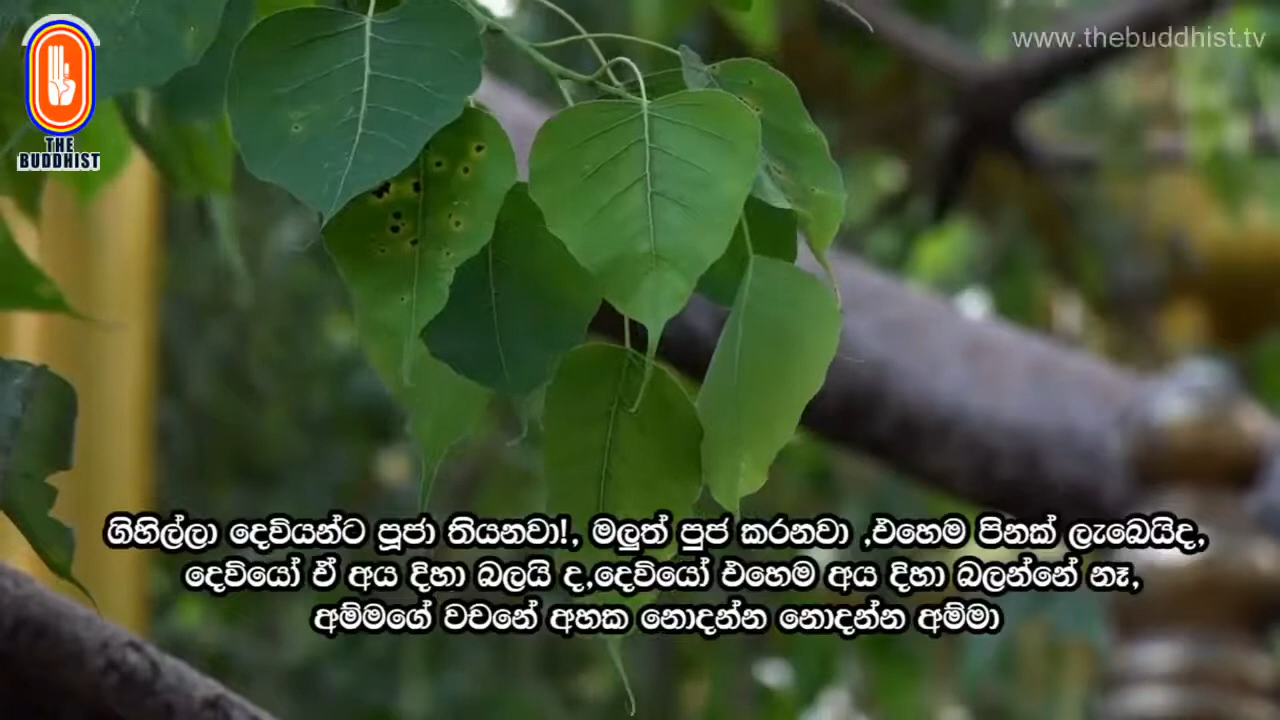 www.thebuddhist.tv
THE
BUDDHIST
ගිහිල්ලා දෙවියන්ට පූජා තියනවා!, මලුත් පුජ කරනවා ,එහෙම පිනක් ලැබෙයිද,
දෙවියෝ ඒ අය දිහා බලයි ද,දෙවියෝ එහෙම අය දිහා බලන්නේ නෑ,
අම්මගේ වචනේ අහක නොදන්න නොදන්න අම්මා